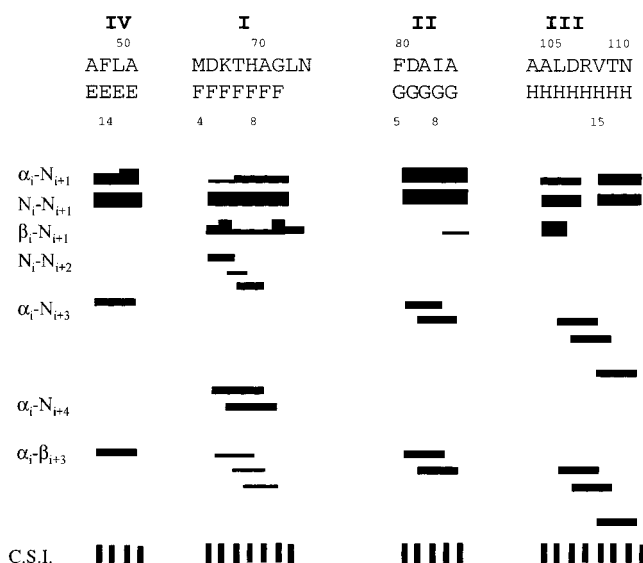 IV I II III
50 70 80 105 110
AFLA MDKTHAGLN FDAIA AALDRVTN
EEEE FFFFFFF GGGGG HHHHHHHH
14 4 8 5 8 15
αi-Ni+1
Ni-Ni+1
βi-Ni+1
Ni-Ni+2
αi-Ni+3
αi-Ni+4
αi-βi+3
C.S.I.